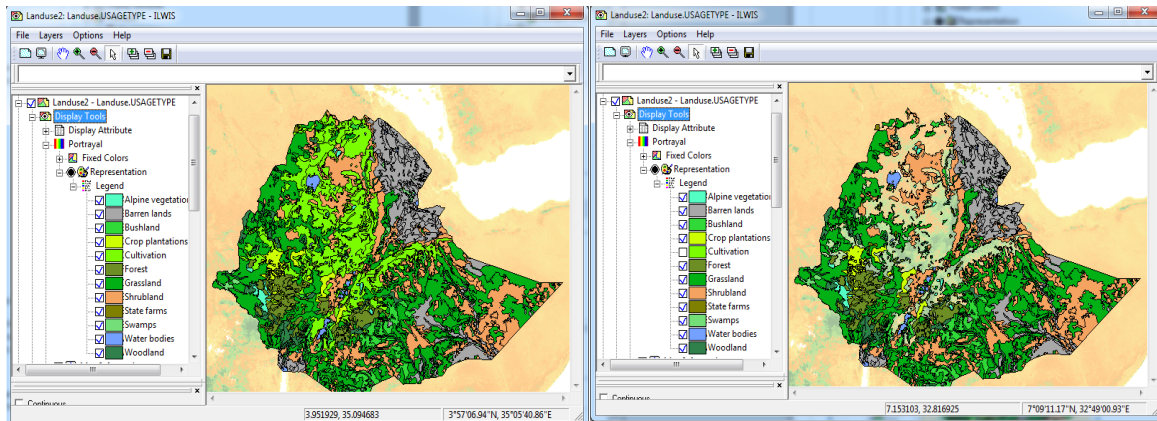 Landuse2: Landuse.USAGETYPE - ILWIS
File Layers Options Help
Landuse2 - Landuse.USAGETYPE
Display Tools
Display Attribute
Portrayal
Fixed Colors
Representation
Legend
Alpine vegetation
Barren lands
Bushland
Crop plantations
Cultivation
Forest
Grassland
Shrubland
State farms
Swamps
Water bodies
Woodland
Continuous
3.951929, 35.094683 3°57'06.94"N, 35°05'40.86"E
Landuse2: Landuse.USAGETYPE - ILWIS
File Layers Options Help
Landuse2 - Landuse.USAGETYPE
Display Tools
Display Attribute
Portrayal
Fixed Colors
Representation
Legend
Alpine vegetation
Barren lands
Bushland
Crop plantations
Cultivation
Forest
Grassland
Shrubland
State farms
Swamps
Water bodies
Woodland
7.153103, 32.816925 7°09'11.17"N, 32°49'00.93"E